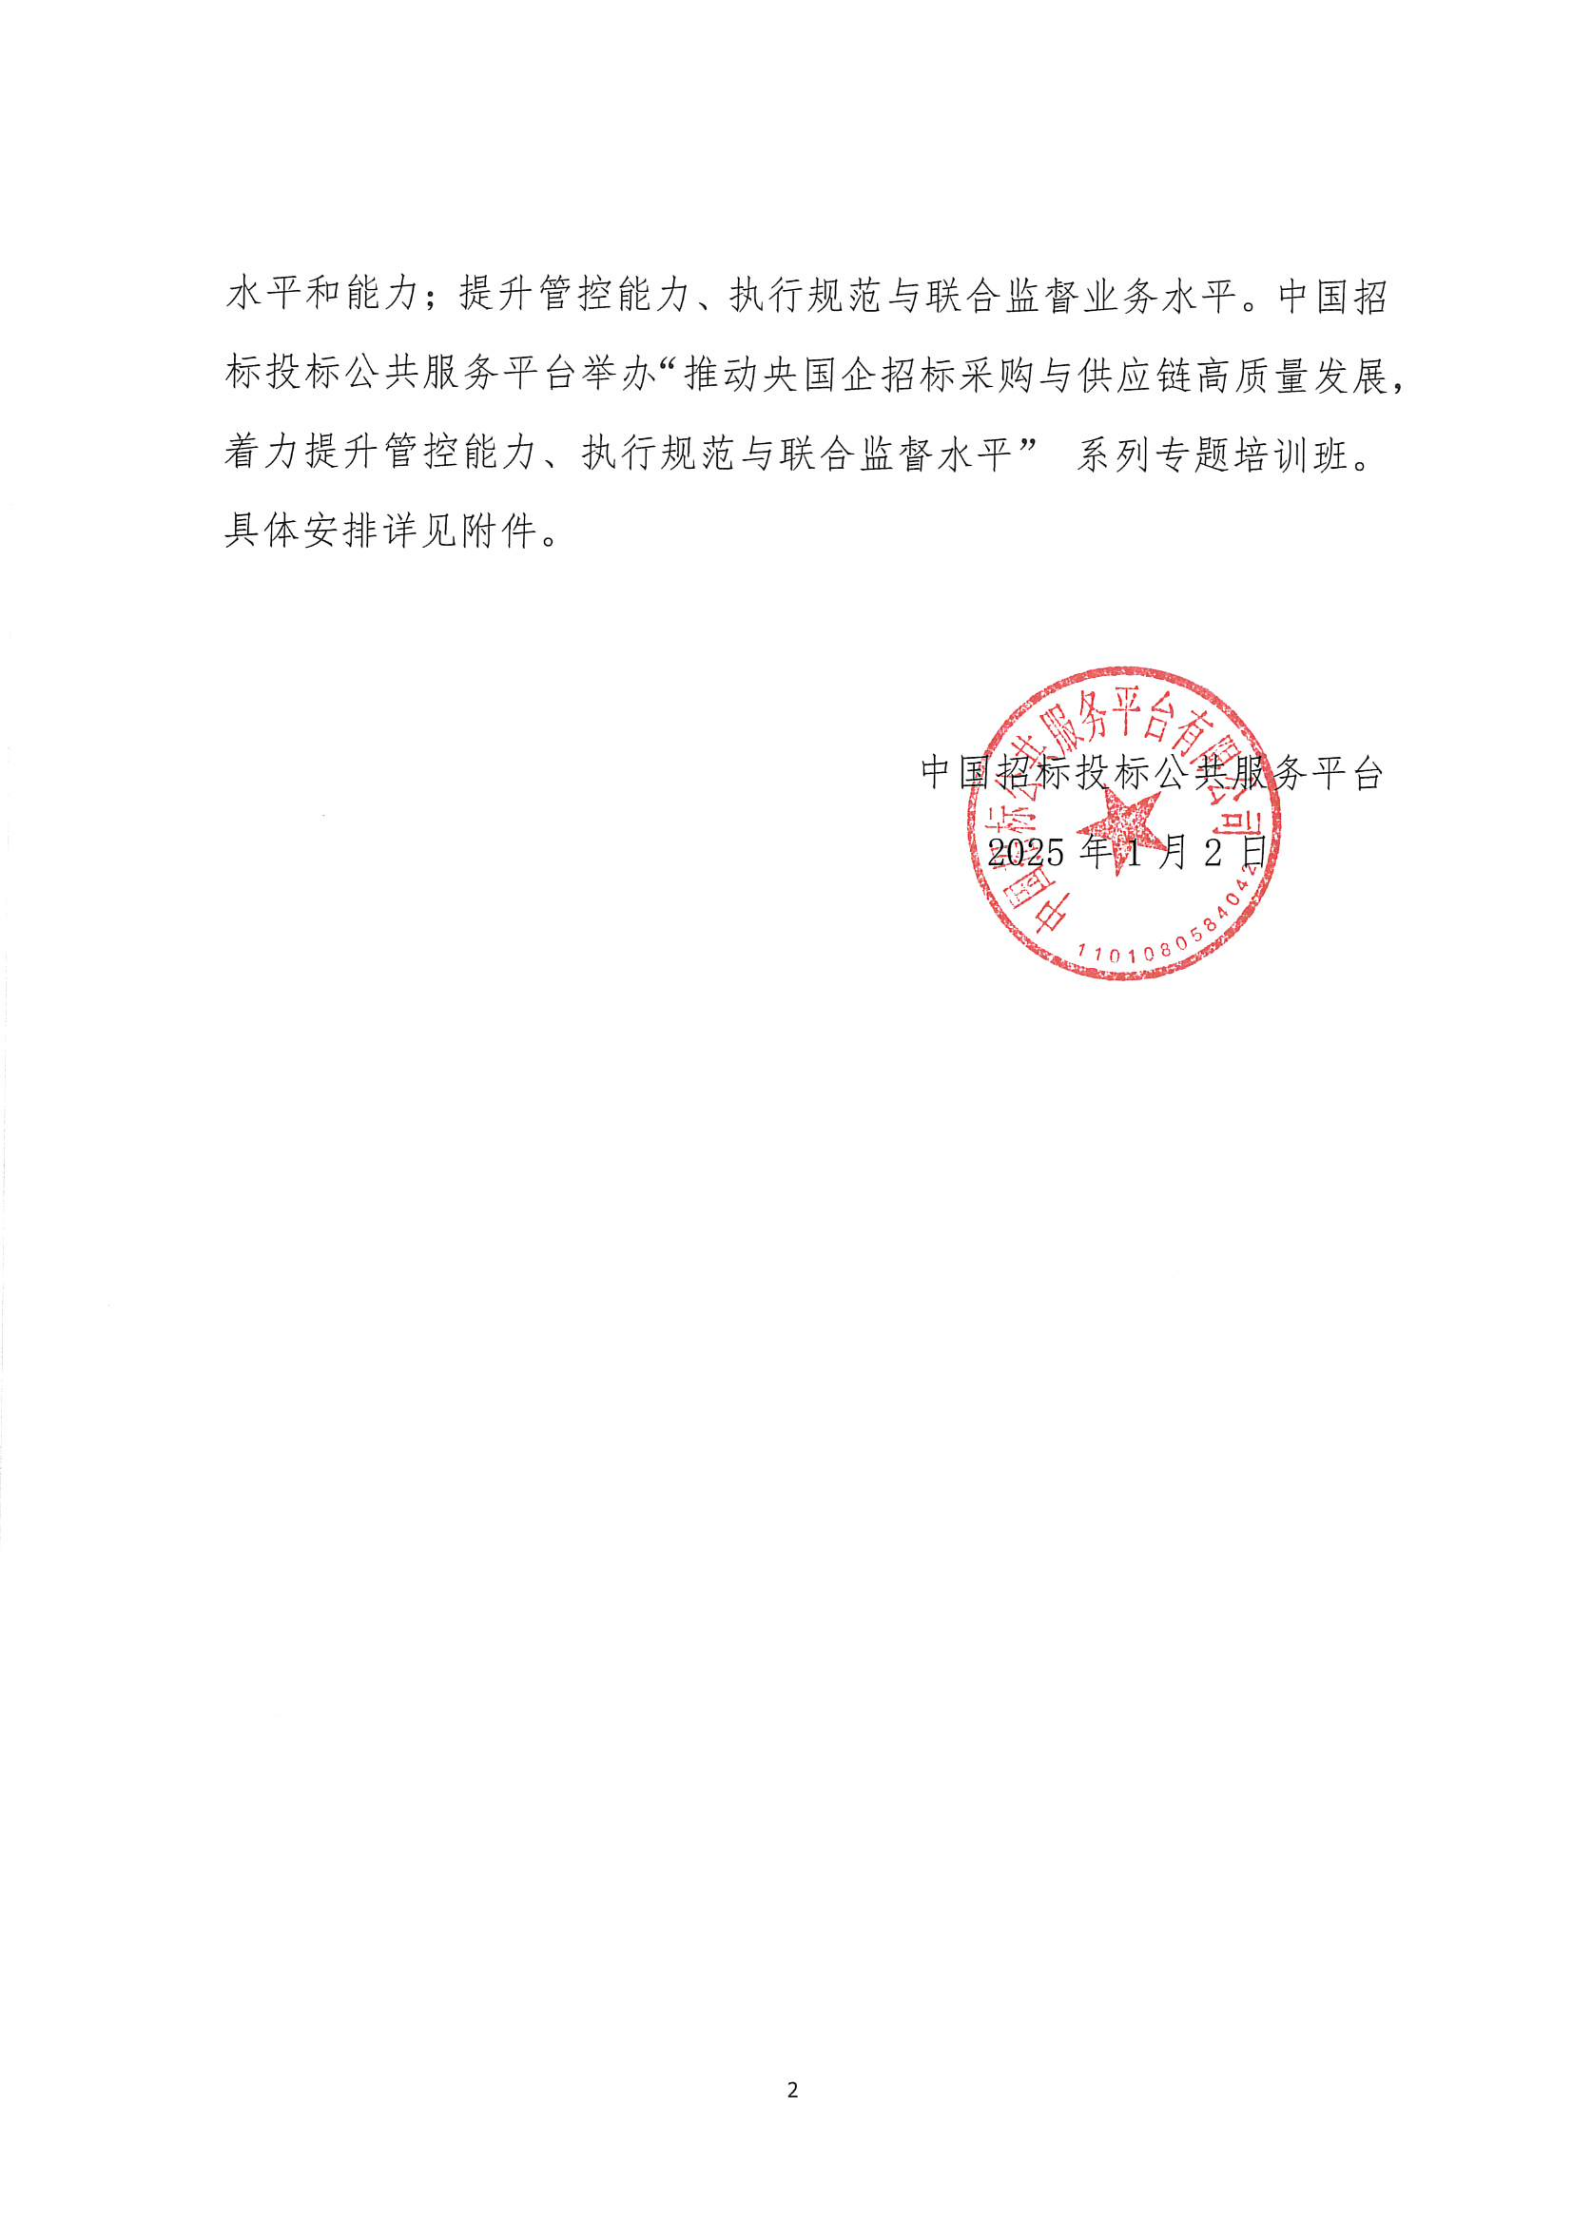 水平和能力；提升管控能力、执行规范与联合监督业务水平。中国招
标投标公共服务平台举办“推动央国企招标采购与供应链高质量发展，
着力提升管控能力、执行规范与联合监督水平” 系列专题培训班。
具体安排详见附件。
中国招标投标公共服务平台
2025 年 1 月 2 日
中国招标公共服务平台有限公司
1101080584042
2